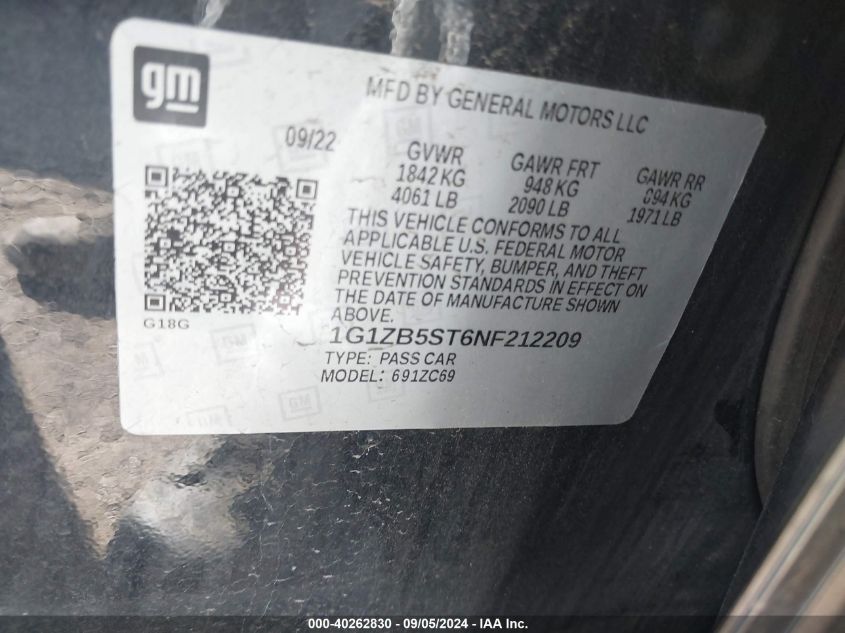 gm
MFD BY GENERAL MOTORS LLC
09/22
GVWR GAWR FRT GAWR RR
1842 KG 948 KG 894 KG
4061 LB 2090 LB 1971 LB
THIS VEHICLE CONFORMS TO ALL
APPLICABLE U.S. FEDERAL MOTOR
VEHICLE SAFETY, BUMPER, AND THEFT
PREVENTION STANDARDS IN EFFECT ON
THE DATE OF MANUFACTURE SHOWN
ABOVE.
G18G
1G1ZB5ST6NF212209
TYPE: PASS CAR
MODEL: 691ZC69
000-40262830 - 09/05/2024 - IAA Inc.